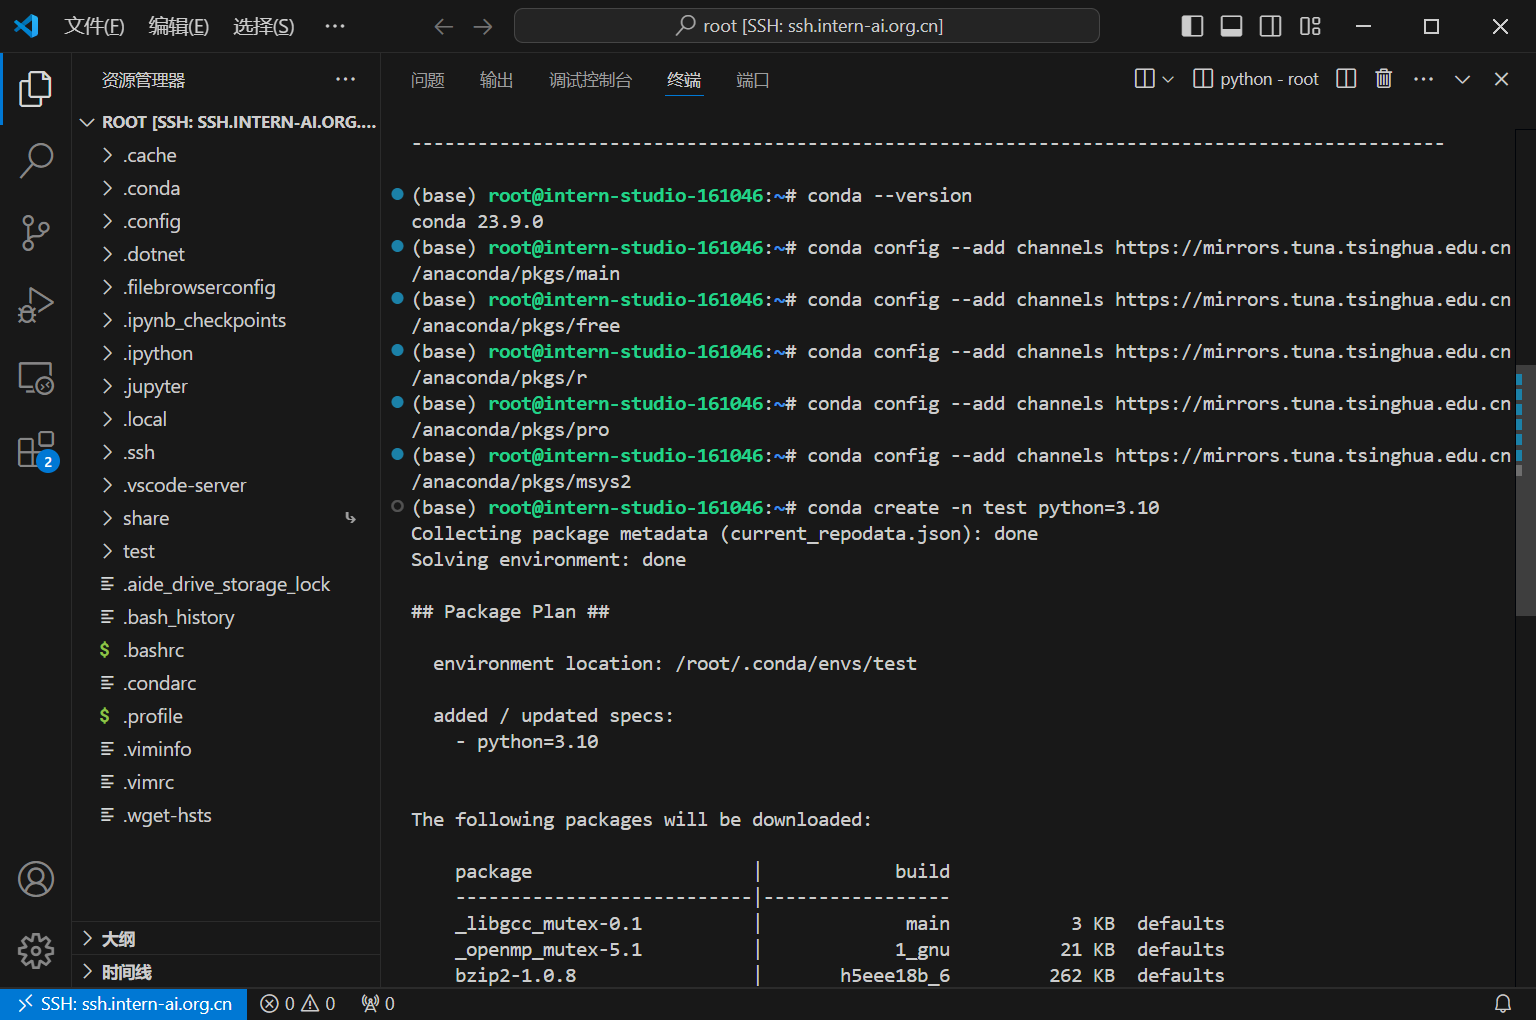 文件(F) 编辑(E) 选择(S) ··· root [SSH: ssh.intern-ai.org.cn]
资源管理器 ···
ROOT [SSH: SSH.INTERN-AI.ORG....
.cache
.conda
.config
.dotnet
.filebrowserconfig
.ipynb_checkpoints
.ipython
.jupyter
.local
.ssh
.vscode-server
share
test
.aide_drive_storage_lock
.bash_history
$ .bashrc
.condarc
$ .profile
.viminfo
.vimrc
.wget-hsts
大纲
时间线
2
问题 输出 调试控制台 终端 端口 python - root ···
----------------------------------------------------------------------------------------------
(base) root@intern-studio-161046:~# conda --version
conda 23.9.0
(base) root@intern-studio-161046:~# conda config --add channels https://mirrors.tuna.tsinghua.edu.cn
/anaconda/pkgs/main
(base) root@intern-studio-161046:~# conda config --add channels https://mirrors.tuna.tsinghua.edu.cn
/anaconda/pkgs/free
(base) root@intern-studio-161046:~# conda config --add channels https://mirrors.tuna.tsinghua.edu.cn
/anaconda/pkgs/r
(base) root@intern-studio-161046:~# conda config --add channels https://mirrors.tuna.tsinghua.edu.cn
/anaconda/pkgs/pro
(base) root@intern-studio-161046:~# conda config --add channels https://mirrors.tuna.tsinghua.edu.cn
/anaconda/pkgs/msys2
(base) root@intern-studio-161046:~# conda create -n test python=3.10
Collecting package metadata (current_repodata.json): done
Solving environment: done
## Package Plan ##
environment location: /root/.conda/envs/test
added / updated specs:
- python=3.10
The following packages will be downloaded:
package | build
---------------------------|-----------------
_libgcc_mutex-0.1 | main 3 KB defaults
_openmp_mutex-5.1 | 1_gnu 21 KB defaults
bzip2-1.0.8 | h5eee18b_6 262 KB defaults
SSH: ssh.intern-ai.org.cn 0 0 0